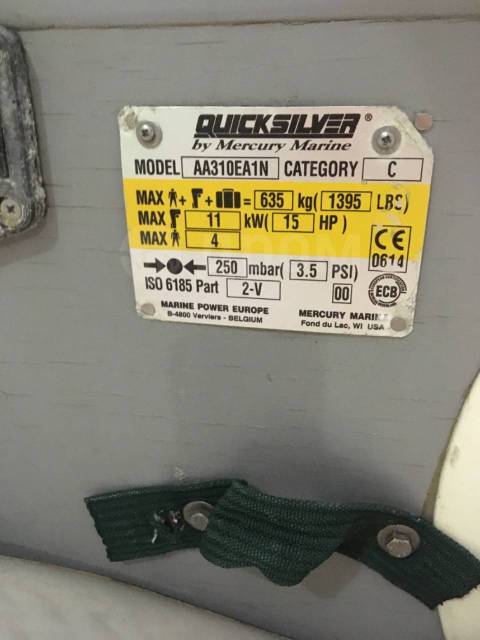 QUICKSILVER®
by Mercury Marine
MODEL AA310EA1N CATEGORY C
MAX + + = 635 kg( 1395 LBS)
MAX 11 kW( 15 HP )
MAX 4
CE
0614
250 mbar( 3.5 PSI)
ISO 6185 Part 2-V 00
ECB
MARINE POWER EUROPE
B-4800 Verviers - BELGIUM
MERCURY MARINE
Fond du Lac, WI USA